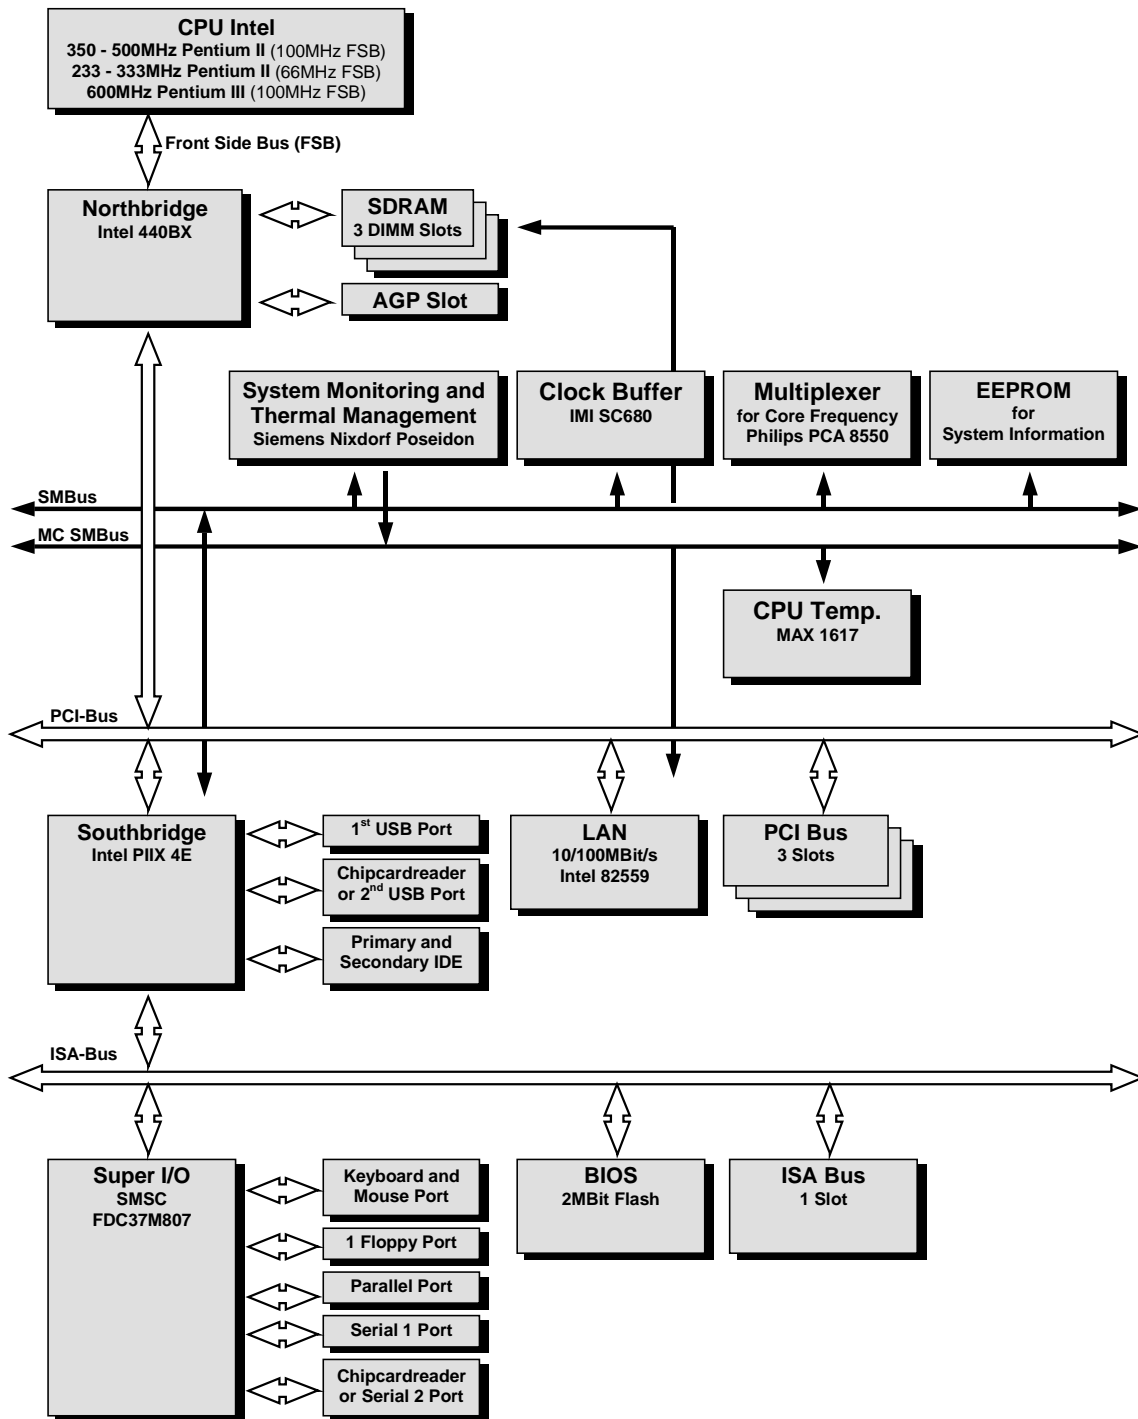 CPU Intel
350 - 500MHz Pentium II (100MHz FSB)
233 - 333MHz Pentium II (66MHz FSB)
600MHz Pentium III (100MHz FSB)
Front Side Bus (FSB)
Northbridge
Intel 440BX
SDRAM
3 DIMM Slots
AGP Slot
System Monitoring and
Thermal Management
Siemens Nixdorf Poseidon
Clock Buffer
IMI SC680
Multiplexer
for Core Frequency
Philips PCA 8550
EEPROM
for
System Information
SMBus
MC SMBus
CPU Temp.
MAX 1617
PCI-Bus
Southbridge
Intel PIIX 4E
1st USB Port
Chipcardreader
or 2nd USB Port
Primary and
Secondary IDE
LAN
10/100MBit/s
Intel 82559
PCI Bus
3 Slots
ISA-Bus
Super I/O
SMSC
FDC37M807
Keyboard and
Mouse Port
1 Floppy Port
Parallel Port
Serial 1 Port
Chipcardreader
or Serial 2 Port
BIOS
2MBit Flash
ISA Bus
1 Slot